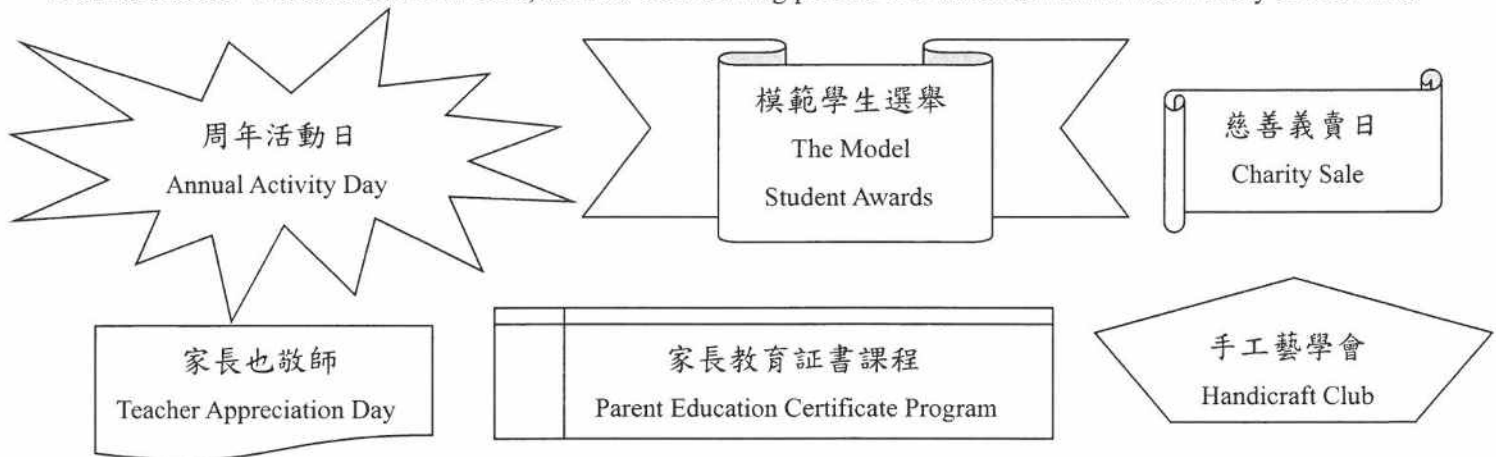 周年活動日
Annual Activity Day
模範學生選舉
The Model
Student Awards
慈善義賣日
Charity Sale
家長也敬師
Teacher Appreciation Day
家長教育証書課程
Parent Education Certificate Program
手工藝學會
Handicraft Club